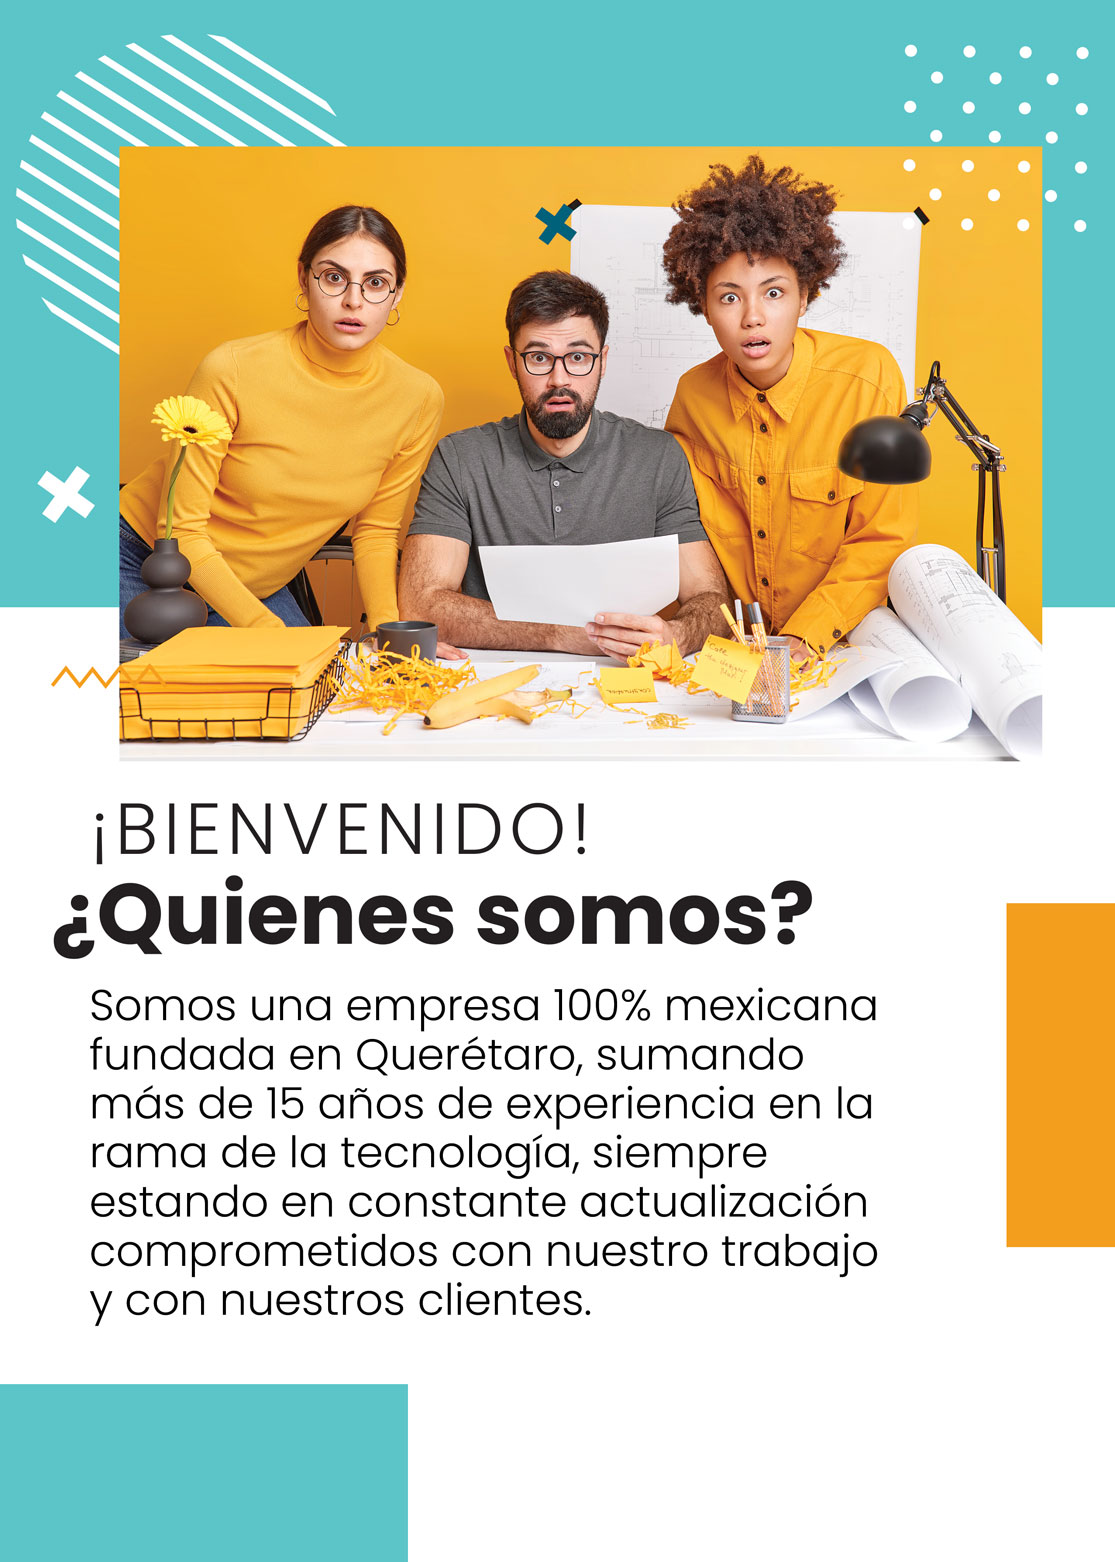 ¡BIENVENIDO!
¿Quienes somos?
Somos una empresa 100% mexicana
fundada en Querétaro, sumando
más de 15 años de experiencia en la
rama de la tecnología, siempre
estando en constante actualización
comprometidos con nuestro trabajo
y con nuestros clientes.